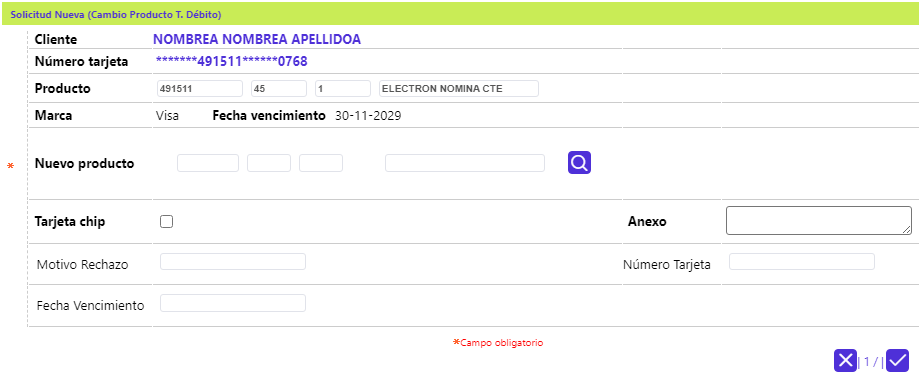 Solicitud Nueva (Cambio Producto T. Débito)
Cliente NOMBREA NOMBREA APELLIDOA
Número tarjeta *******491511******0768
Producto 491511 45 1 ELECTRON NOMINA CTE
Marca Visa Fecha vencimiento 30-11-2029
* Nuevo producto
Tarjeta chip Anexo
Motivo Rechazo Número Tarjeta
Fecha Vencimiento
*Campo obligatorio
| 1 / |